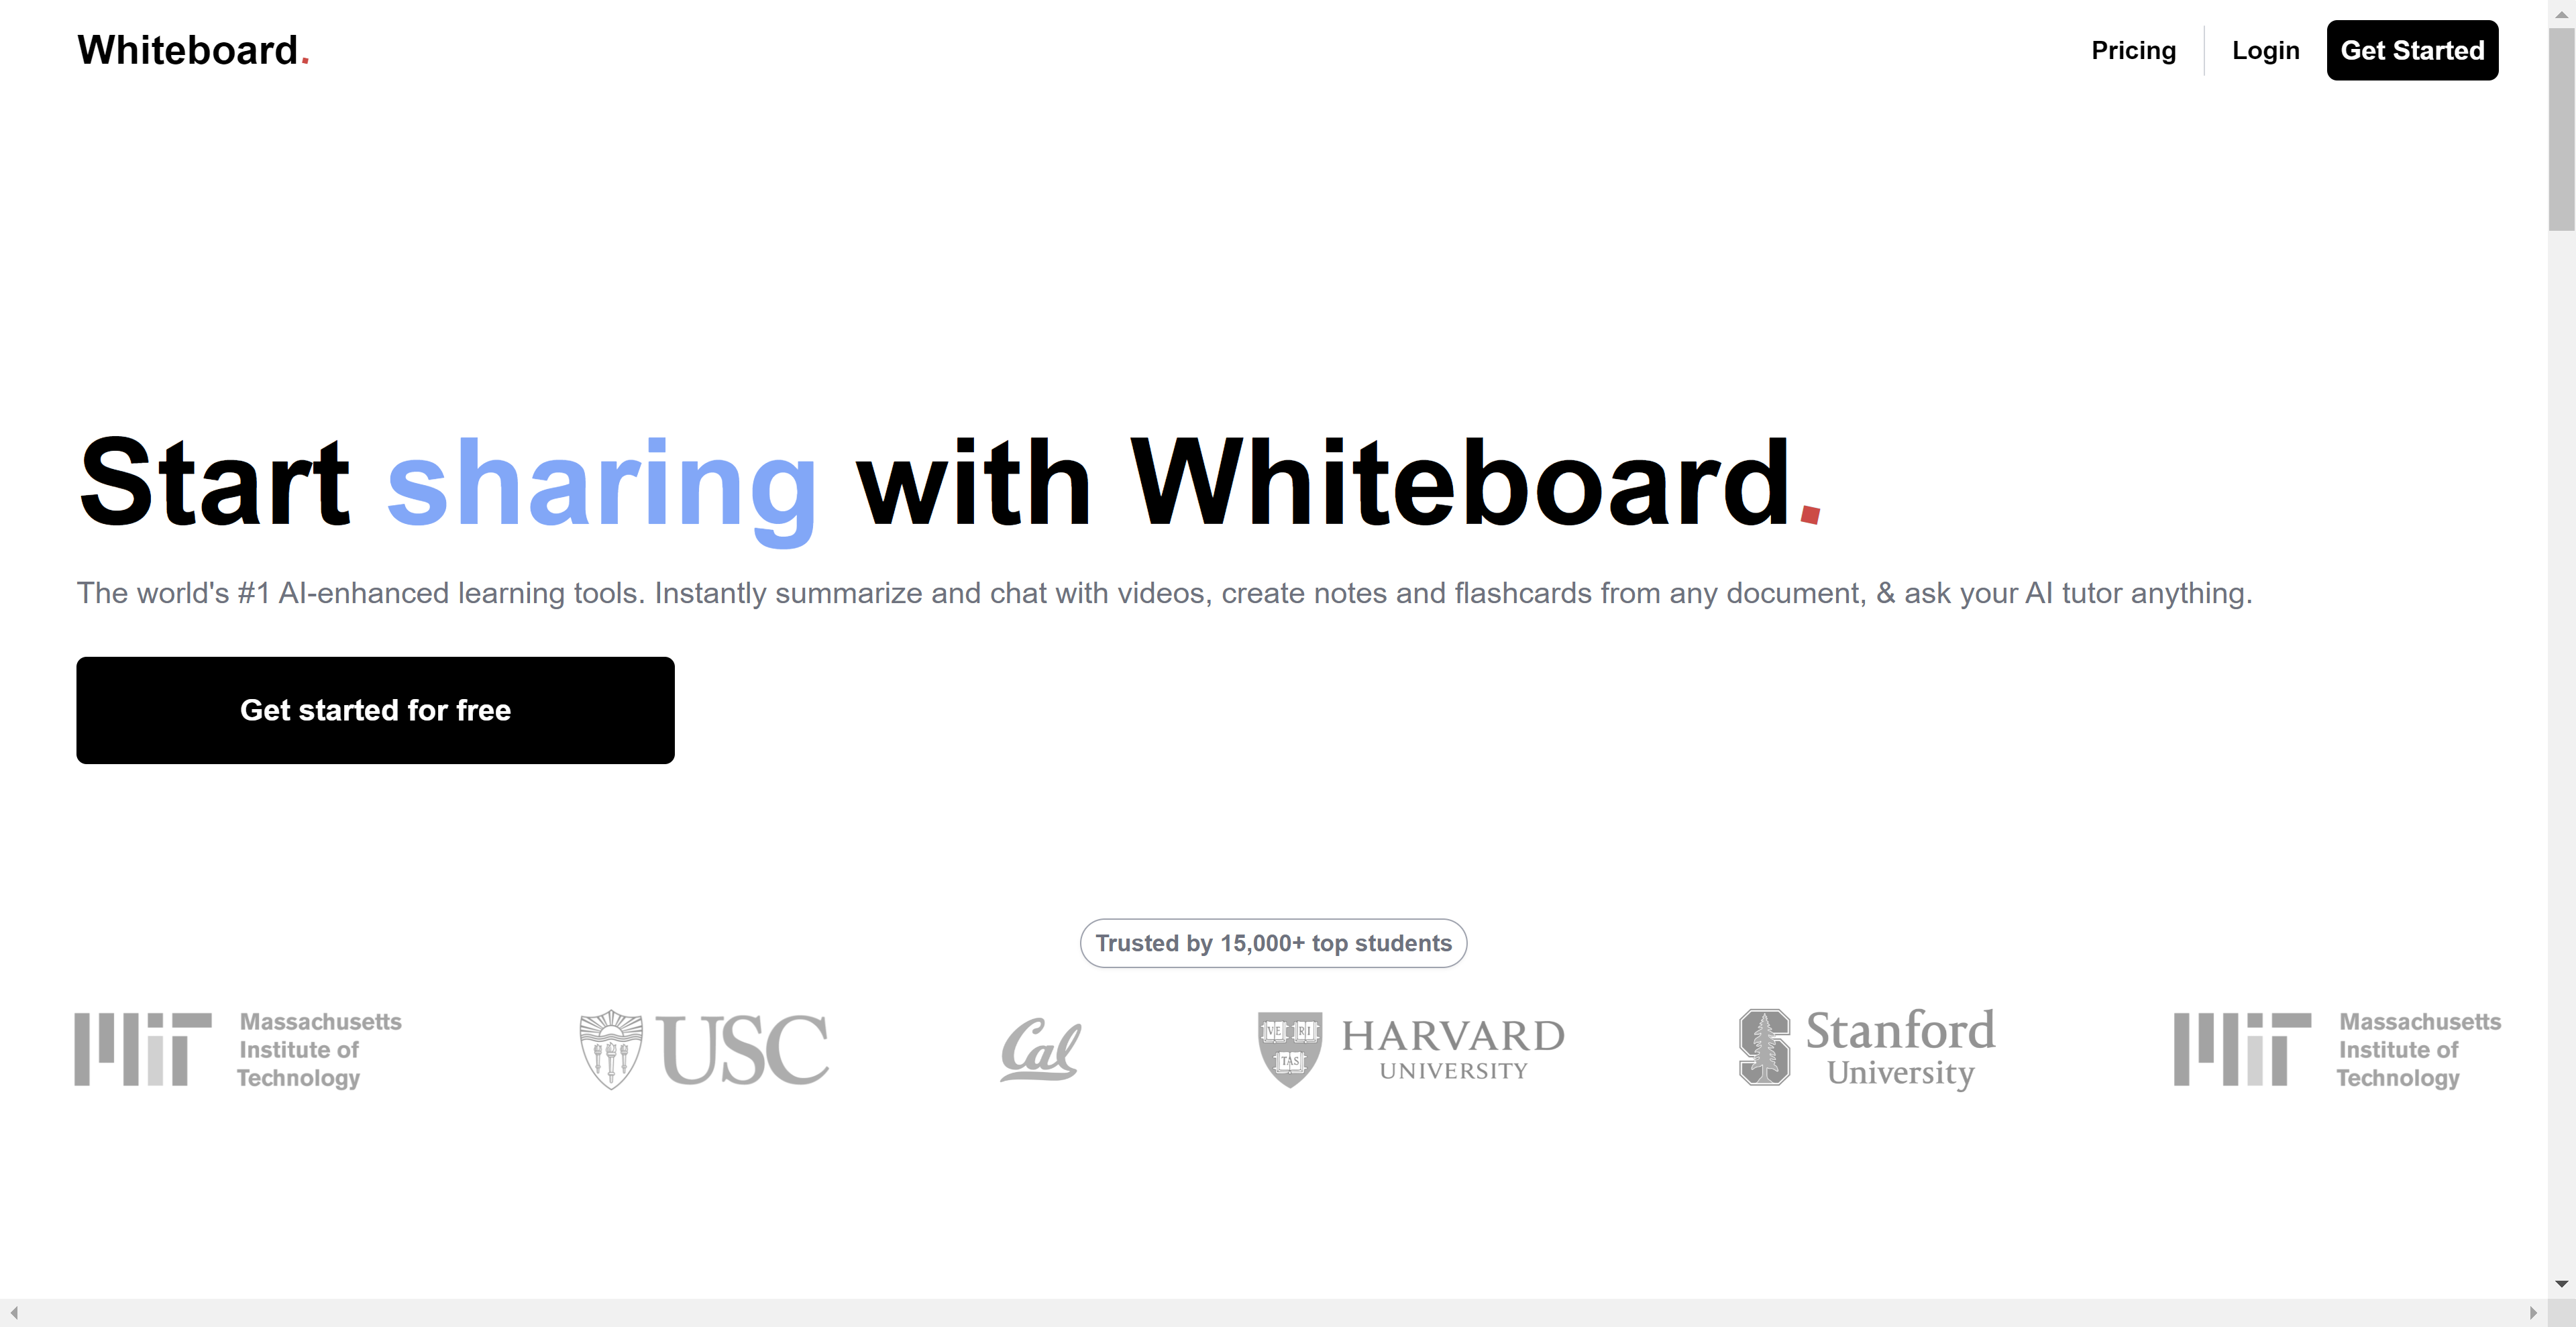 Whiteboard.
Pricing
Login
Get Started
Start sharing with Whiteboard.
The world's #1 AI-enhanced learning tools. Instantly summarize and chat with videos, create notes and flashcards from any document, & ask your AI tutor anything.
Get started for free
Trusted by 15,000+ top students
MIT Massachusetts
Institute of
Technology
USC
Cal
VE RI
TAS
HARVARD
UNIVERSITY
S
Stanford
University
MIT Massachusetts
Institute of
Technology